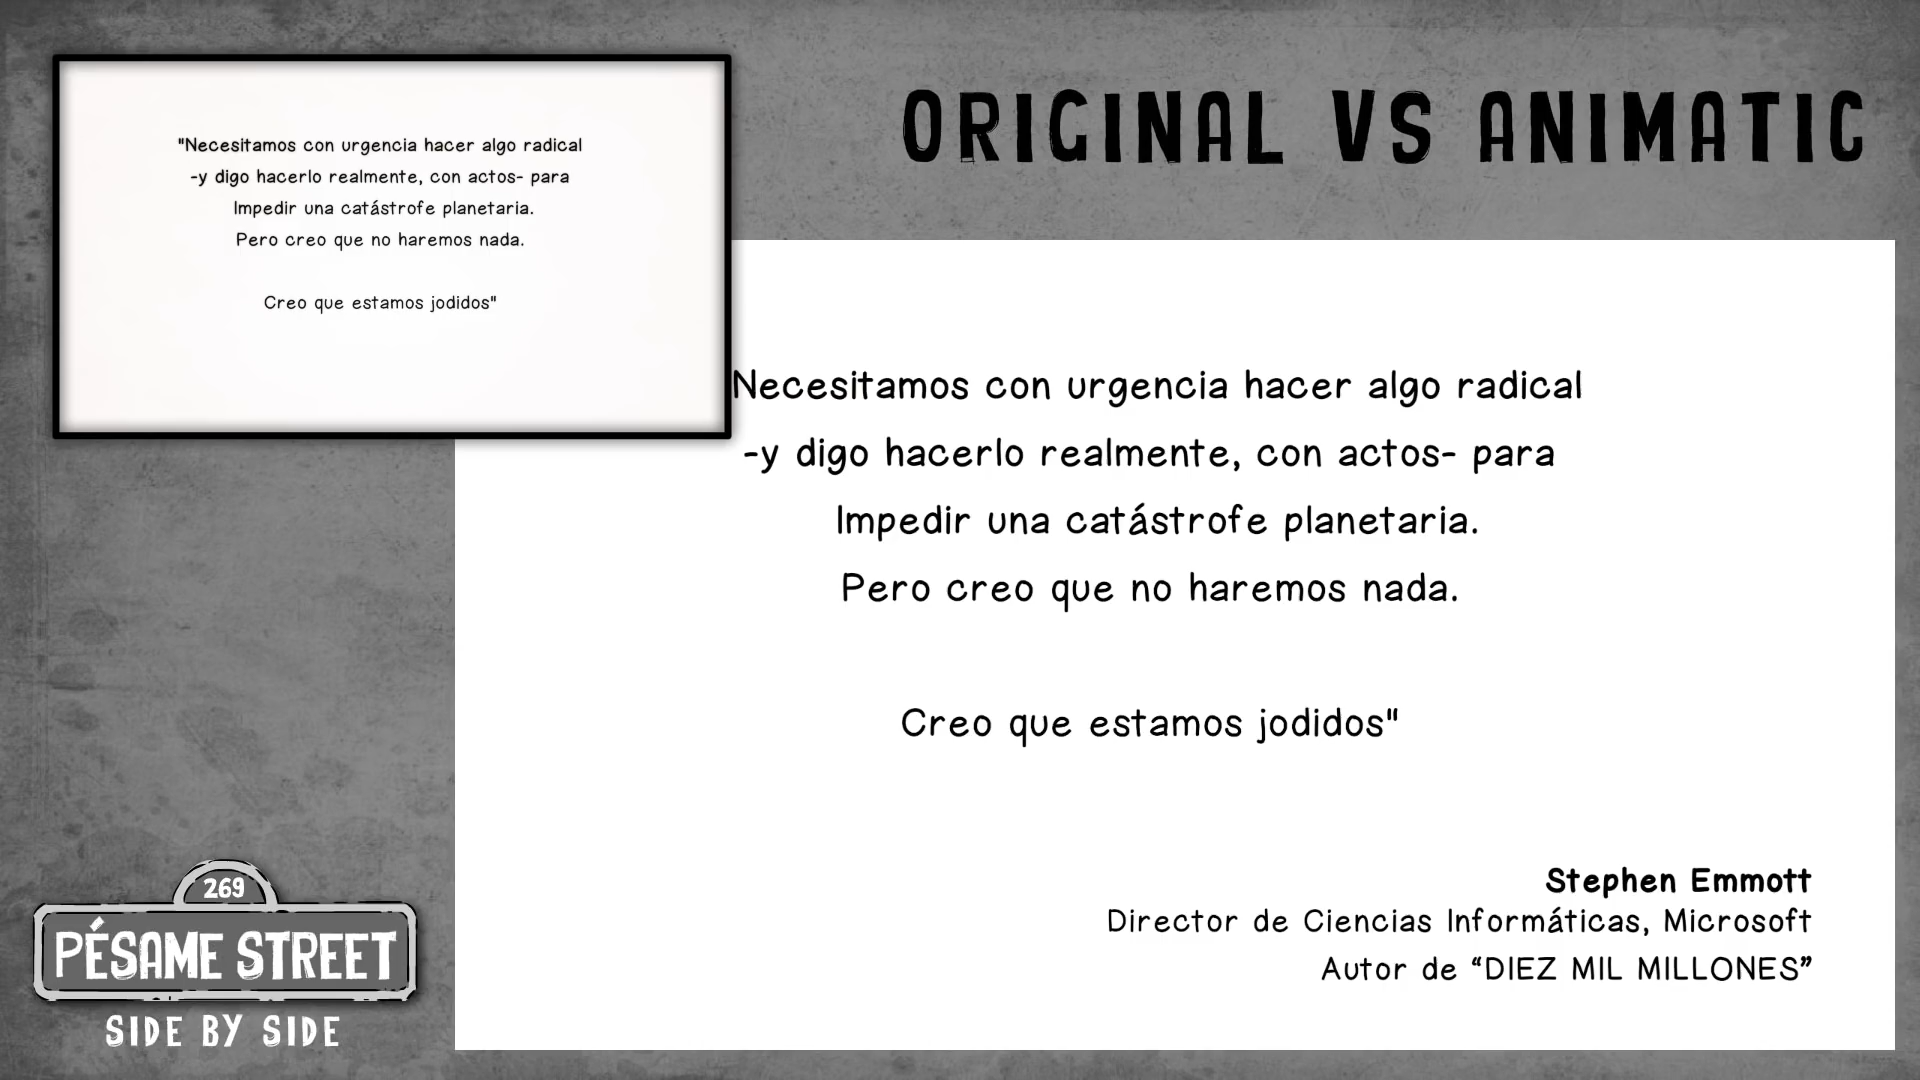 ORIGINAL VS ANIMATIC
"Necesitamos con urgencia hacer algo radical
-y digo hacerlo realmente, con actos- para
Impedir una catástrofe planetaria.
Pero creo que no haremos nada.
Creo que estamos jodidos"
Necesitamos con urgencia hacer algo radical
-y digo hacerlo realmente, con actos- para
Impedir una catástrofe planetaria.
Pero creo que no haremos nada.
Creo que estamos jodidos"
Stephen Emmott
Director de Ciencias Informáticas, Microsoft
Autor de “DIEZ MIL MILLONES”
269
PÉSAME STREET
SIDE BY SIDE